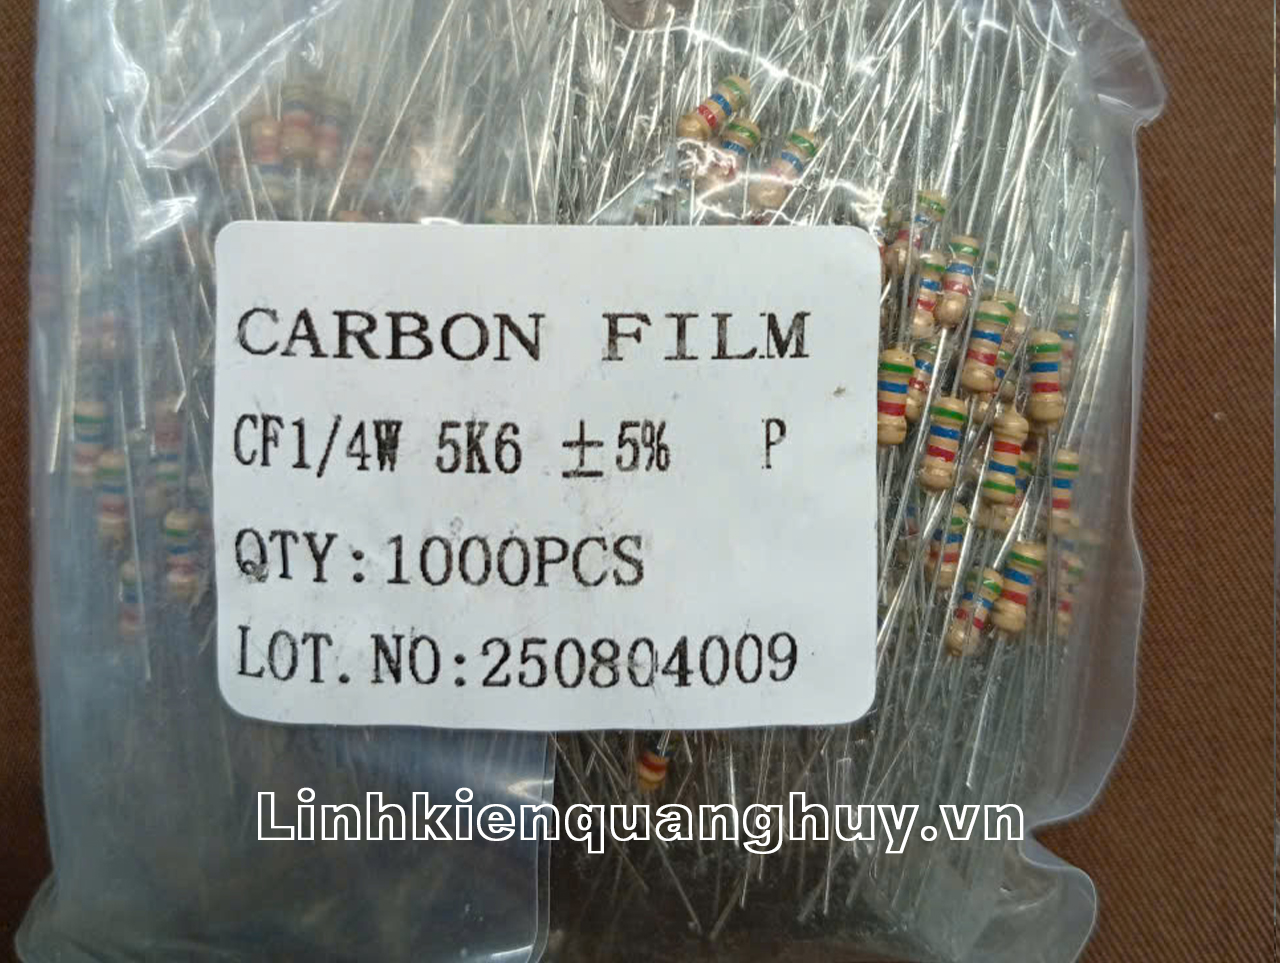 CARBON FILM
CF1/4W 5K6 ±5% P
QTY:1000PCS
LOT.NO:250804009
Linhkienquanghuy.vn